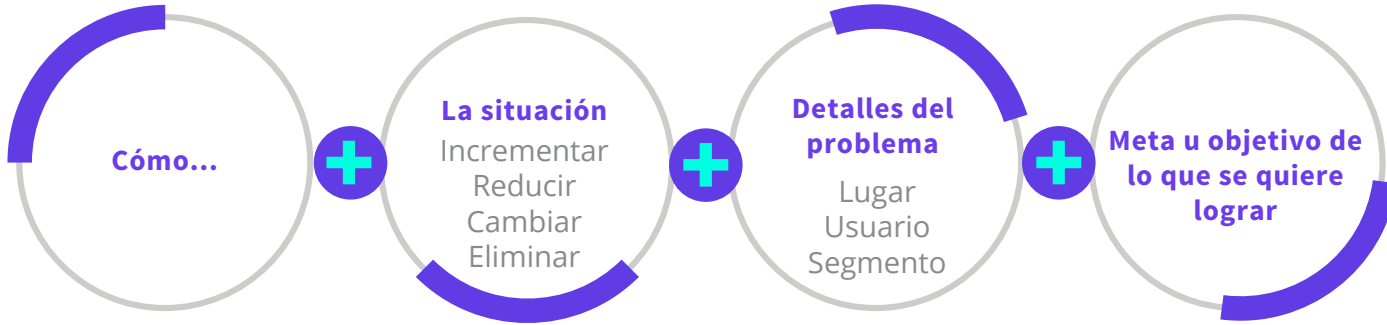 Cómo...
La situación
Incrementar
Reducir
Cambiar
Eliminar
Detalles del
problema
Lugar
Usuario
Segmento
Meta u objetivo de
lo que se quiere
lograr